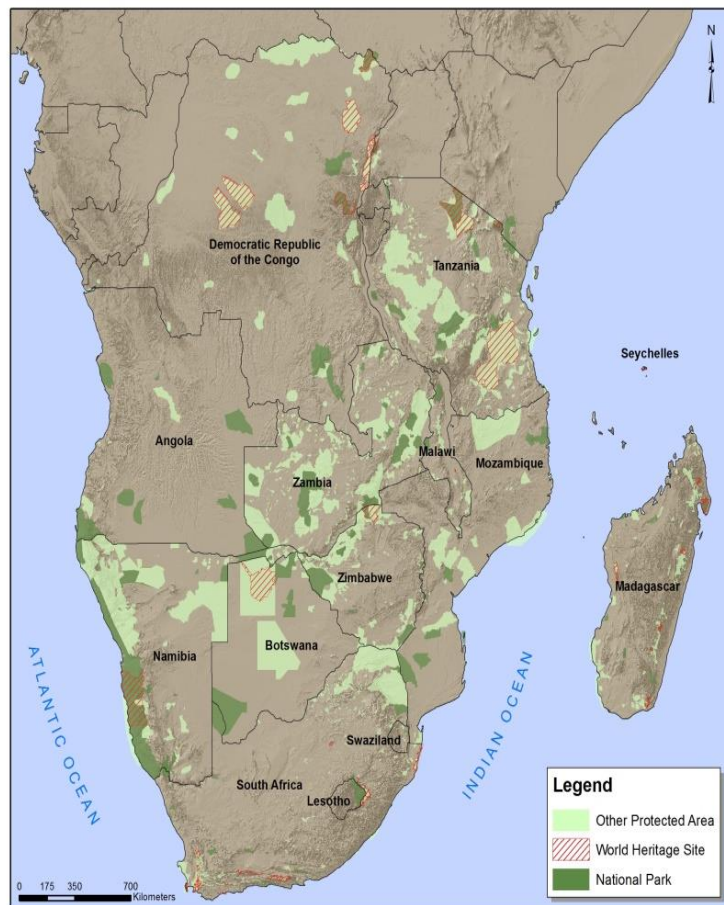 N
Democratic Republic
of the Congo
Tanzania
Seychelles
Angola
Malawi
Zambia
Mozambique
Zimbabwe
Madagascar
Namibia
Botswana
ATLANTIC OCEAN
INDIAN OCEAN
Swaziland
South Africa
Lesotho
Legend
Other Protected Area
World Heritage Site
National Park
0 175 350 700
Kilometers